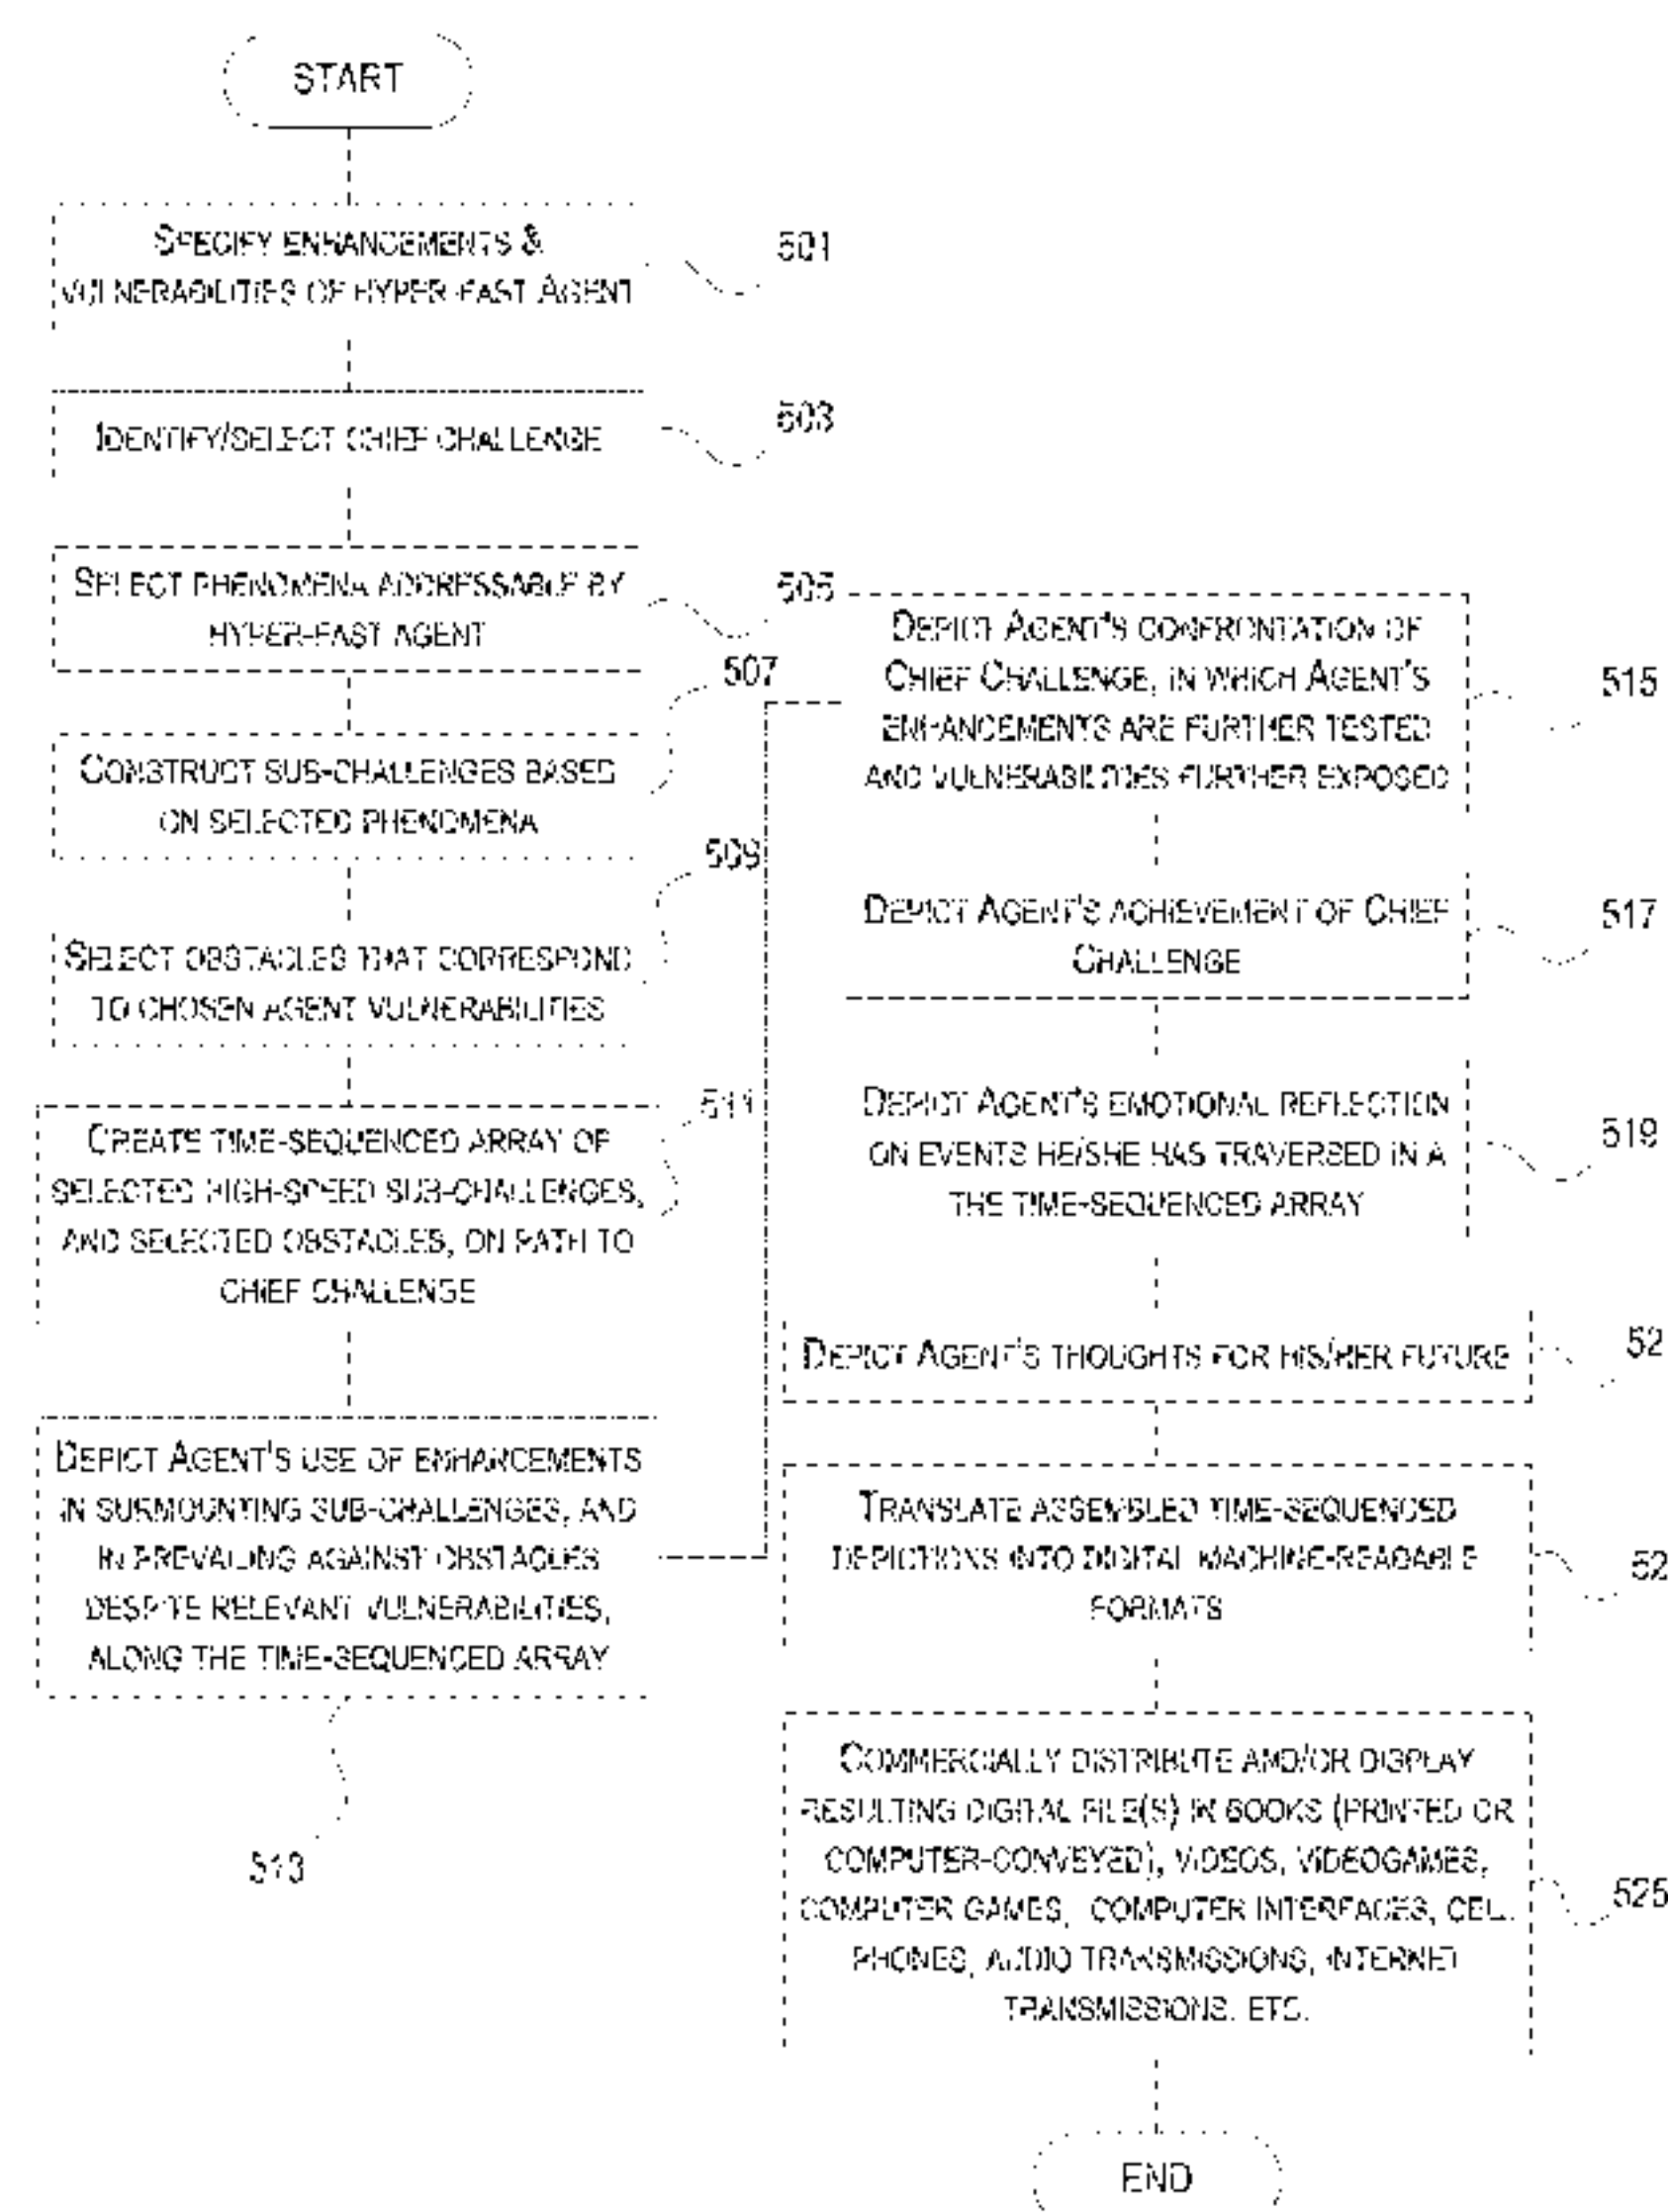 START
SPECIFY ENHANCEMENTS &
VULNERABILITIES OF HYPER-FAST AGENT
501
IDENTIFY/SELECT CHIEF CHALLENGE
503
SELECT PHENOMENA ADDRESSABLE BY
HYPER-FAST AGENT
505
CONSTRUCT SUB-CHALLENGES BASED
ON SELECTED PHENOMENA
507
SELECT OBSTACLES THAT CORRESPOND
TO CHOSEN AGENT VULNERABILITIES
509
CREATE TIME-SEQUENCED ARRAY OF
SELECTED HIGH-SPEED SUB-CHALLENGES,
AND SELECTED OBSTACLES, ON PATH TO
CHIEF CHALLENGE
511
DEPICT AGENT'S USE OF ENHANCEMENTS
IN SURMOUNTING SUB-CHALLENGES, AND
IN PREVAILING AGAINST OBSTACLES
DESPITE RELEVANT VULNERABILITIES,
ALONG THE TIME-SEQUENCED ARRAY
513
DEPICT AGENT'S CONFRONTATION OF
CHIEF CHALLENGE, IN WHICH AGENT'S
ENHANCEMENTS ARE FURTHER TESTED
AND VULNERABILITIES FURTHER EXPOSED
515
DEPICT AGENT'S ACHIEVEMENT OF CHIEF
CHALLENGE
517
DEPICT AGENT'S EMOTIONAL REFLECTION
ON EVENTS HE/SHE HAS TRAVERSED IN A
THE TIME-SEQUENCED ARRAY
519
DEPICT AGENT'S THOUGHTS FOR HIS/HER FUTURE
52
TRANSLATE ASSEMBLED TIME-SEQUENCED
DEPICTIONS INTO DIGITAL MACHINE-READABLE
FORMATS
52
COMMERCIALLY DISTRIBUTE AND/OR DISPLAY
RESULTING DIGITAL FILE(S) IN BOOKS (PRINTED OR
COMPUTER-CONVEYED), VIDEOS, VIDEOGAMES,
COMPUTER GAMES, COMPUTER INTERFACES, CELL
PHONES, AUDIO TRANSMISSIONS, INTERNET
TRANSMISSIONS, ETC.
525
END